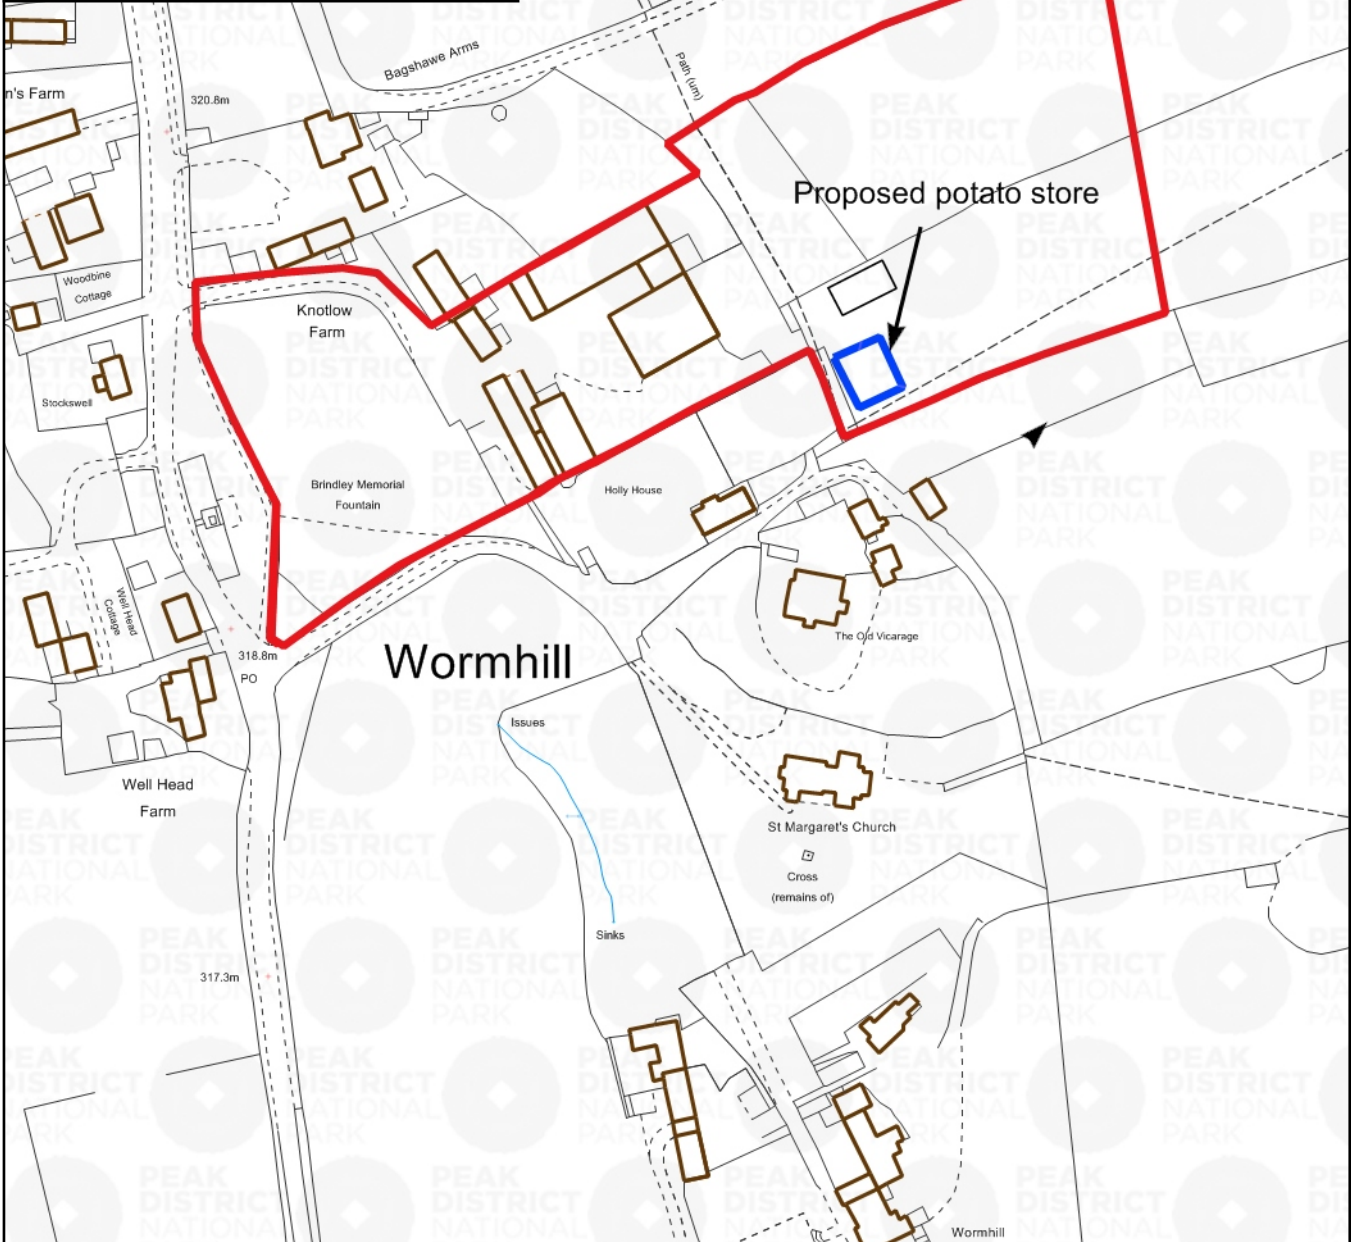 Bagshawe Arms
Path (um)
n's Farm
320.8m
Proposed potato store
Woodbine
Cottage
Knotlow
Farm
Stockswell
Brindley Memorial
Fountain
Holly House
Well Head
Cottage
The Old Vicarage
318.8m
PO
Wormhill
Issues
Well Head
Farm
St Margaret's Church
Cross
(remains of)
Sinks
317.3m
Wormhill
PEAK
DISTRICT
NATIONAL
PARK